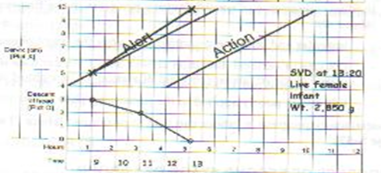 10
9
8
7
6
5
4
3
2
1
0
Alert
Action
SVD at 13:20
Live female
infant
Wt. 2,850 g
Hours 1 2 3 4 5 6 7 8 9 10 11 12
Time 9 10 11 12 13